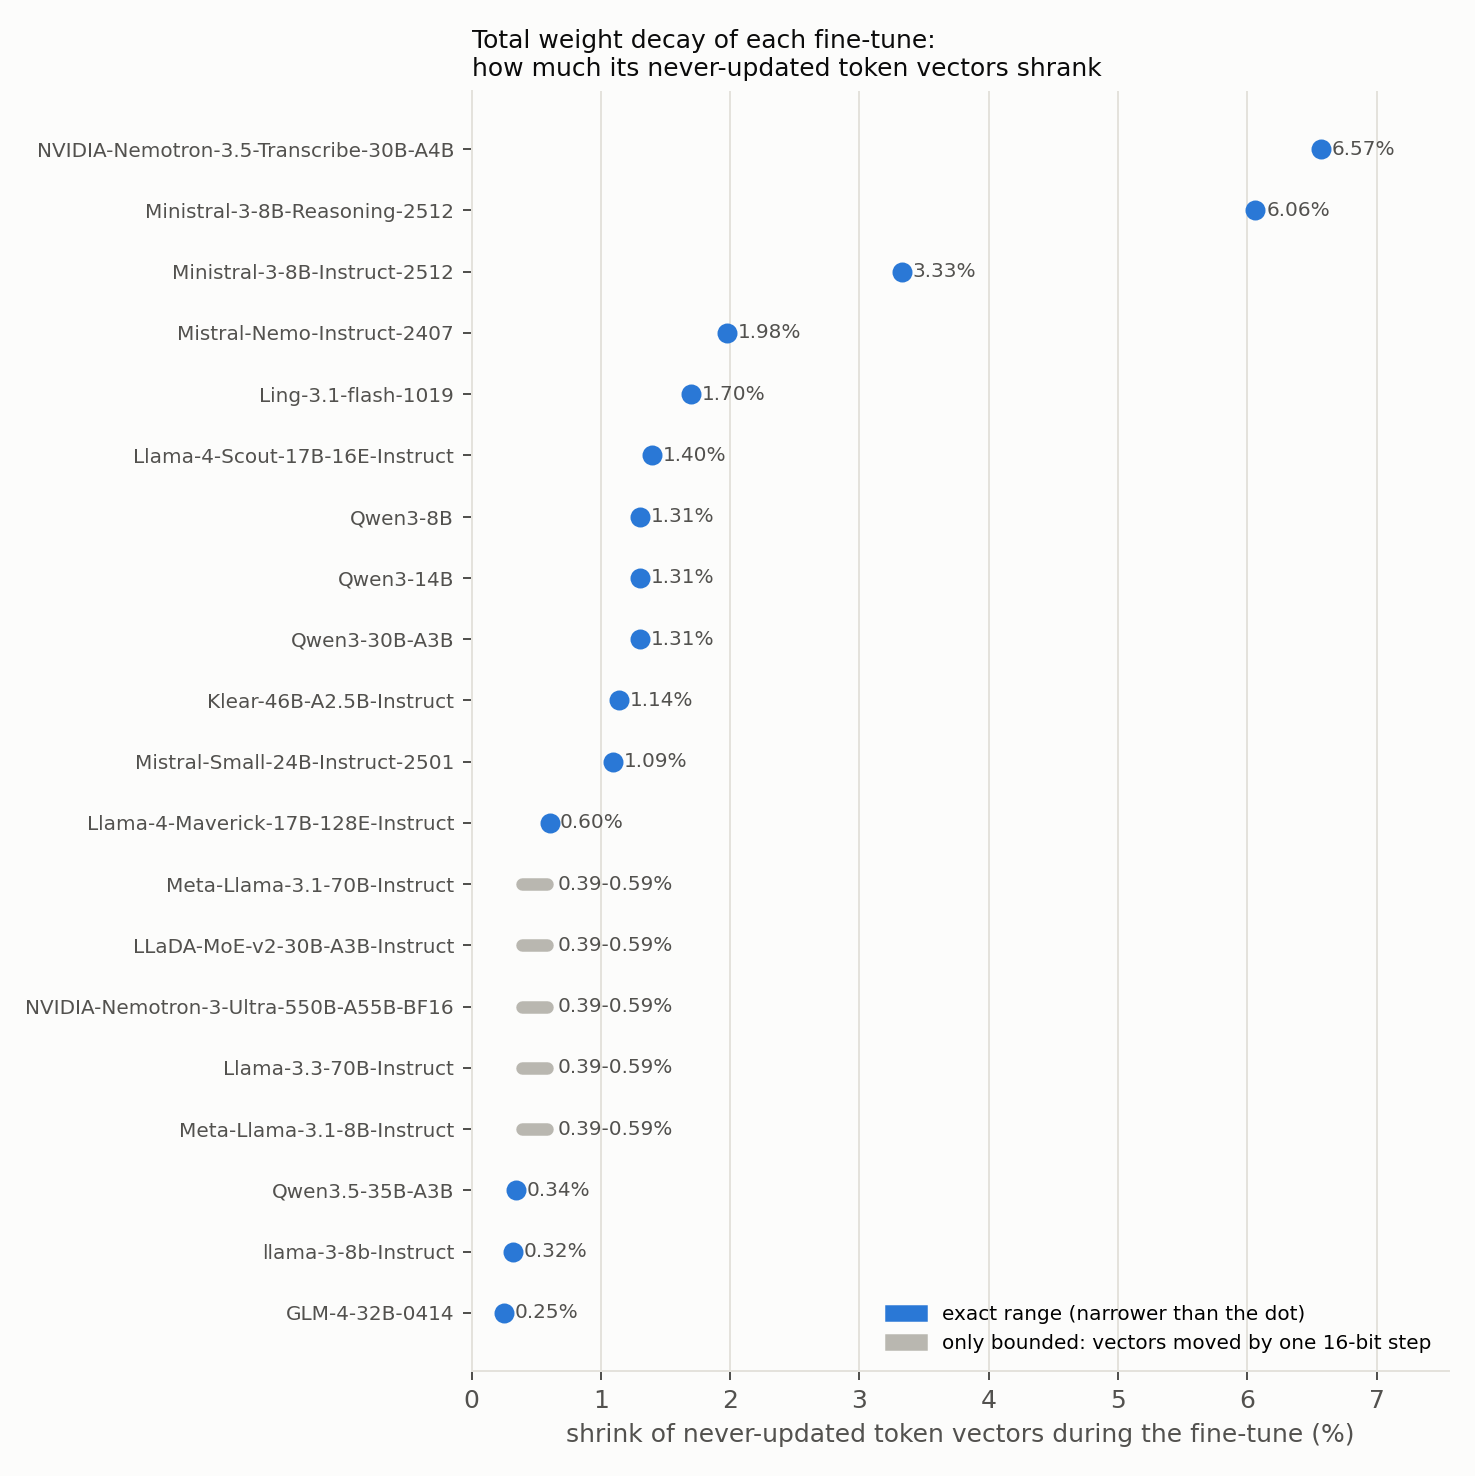 Total weight decay of each fine-tune:
how much its never-updated token vectors shrank
NVIDIA-Nemotron-3.5-Transcribe-30B-A4B 6.57%
Ministral-3-8B-Reasoning-2512 6.06%
Ministral-3-8B-Instruct-2512 3.33%
Mistral-Nemo-Instruct-2407 1.98%
Ling-3.1-flash-1019 1.70%
Llama-4-Scout-17B-16E-Instruct 1.40%
Qwen3-8B 1.31%
Qwen3-14B 1.31%
Qwen3-30B-A3B 1.31%
Klear-46B-A2.5B-Instruct 1.14%
Mistral-Small-24B-Instruct-2501 1.09%
Llama-4-Maverick-17B-128E-Instruct 0.60%
Meta-Llama-3.1-70B-Instruct 0.39-0.59%
LLaDA-MoE-v2-30B-A3B-Instruct 0.39-0.59%
NVIDIA-Nemotron-3-Ultra-550B-A55B-BF16 0.39-0.59%
Llama-3.3-70B-Instruct 0.39-0.59%
Meta-Llama-3.1-8B-Instruct 0.39-0.59%
Qwen3.5-35B-A3B 0.34%
llama-3-8b-Instruct 0.32%
GLM-4-32B-0414 0.25%
exact range (narrower than the dot)
only bounded: vectors moved by one 16-bit step
0 1 2 3 4 5 6 7
shrink of never-updated token vectors during the fine-tune (%)